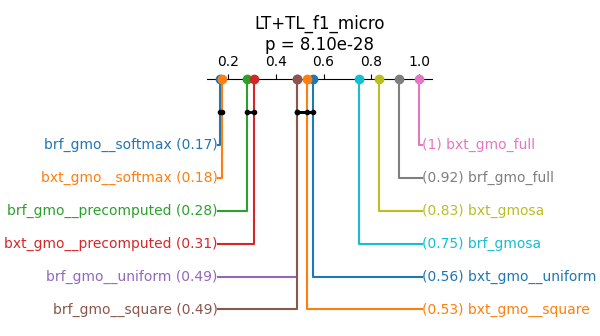 LT+TL_f1_micro
p = 8.10e-28
0.2 0.4 0.6 0.8 1.0
brf_gmo__softmax (0.17) (1) bxt_gmo_full
bxt_gmo__softmax (0.18) (0.92) brf_gmo_full
brf_gmo__precomputed (0.28) (0.83) bxt_gmosa
bxt_gmo__precomputed (0.31) (0.75) brf_gmosa
brf_gmo__uniform (0.49) (0.56) bxt_gmo__uniform
brf_gmo__square (0.49) (0.53) bxt_gmo__square